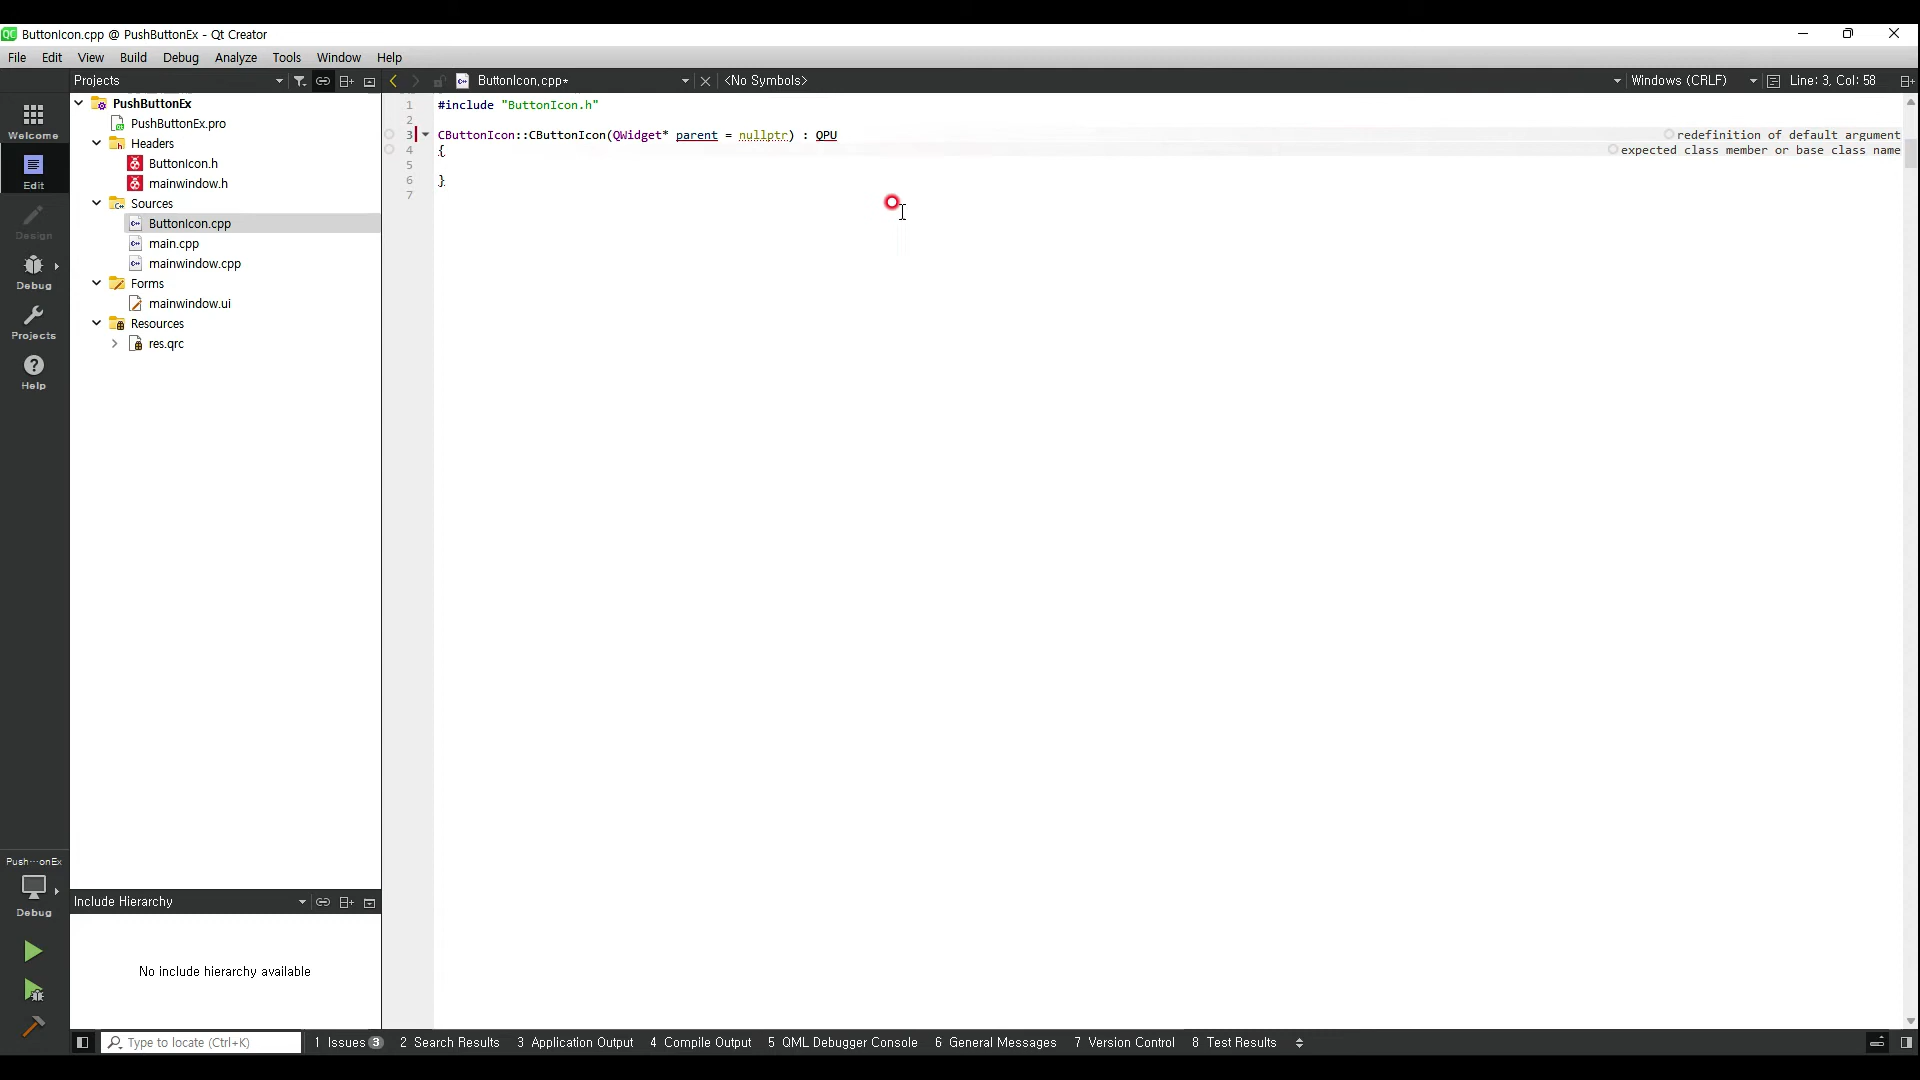 ButtonIcon.cpp @ PushButtonEx - Qt Creator
File Edit View Build Debug Analyze Tools Window Help
Projects
ButtonIcon.cpp*
<No Symbols>
Windows (CRLF)
Line: 3, Col: 58
Welcome
Edit
Design
Debug
Projects
Help
PushButtonEx
PushButtonEx.pro
Headers
ButtonIcon.h
mainwindow.h
Sources
ButtonIcon.cpp
main.cpp
mainwindow.cpp
Forms
mainwindow.ui
Resources
res.qrc
1 #include "ButtonIcon.h"
2
3 CButtonIcon::CButtonIcon(QWidget* parent = nullptr) : QPU redefinition of default argument
4 { expected class member or base class name
5
6 }
7
Push···onEx
Debug
Include Hierarchy
No include hierarchy available
Type to locate (Ctrl+K)
1 Issues 3
2 Search Results
3 Application Output
4 Compile Output
5 QML Debugger Console
6 General Messages
7 Version Control
8 Test Results